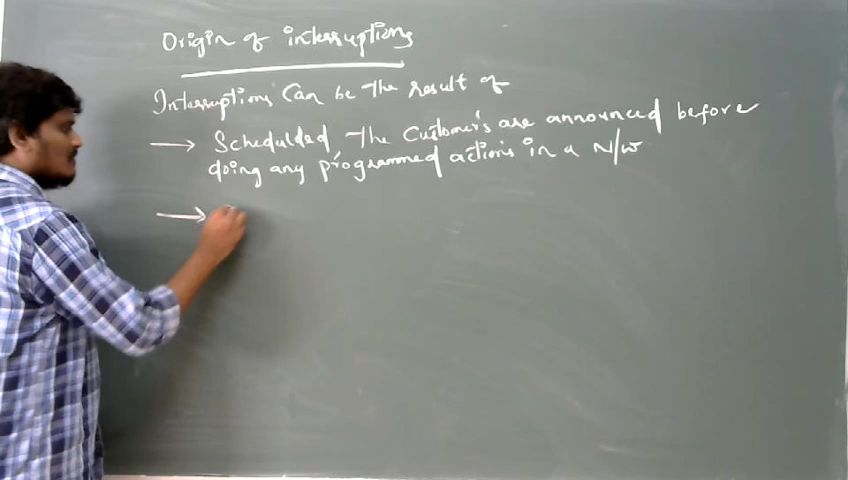 Origin of interruptions
Interruptions can be the result of
→ Scheduled the customer's are announced before
doing any programmed actions in a N/W
→